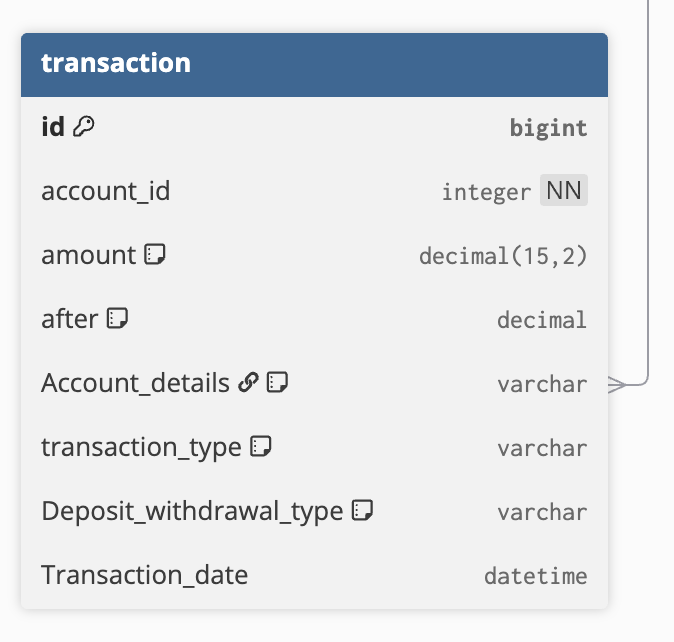 transaction
id bigint
account_id integer NN
amount decimal(15,2)
after decimal
Account_details varchar
transaction_type varchar
Deposit_withdrawal_type varchar
Transaction_date datetime